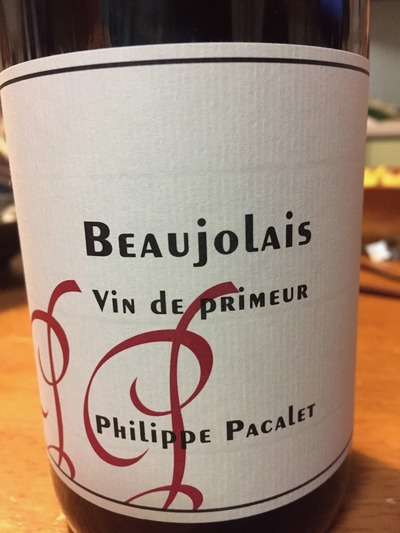 Beaujolais
Vin de primeur
Philippe Pacalet